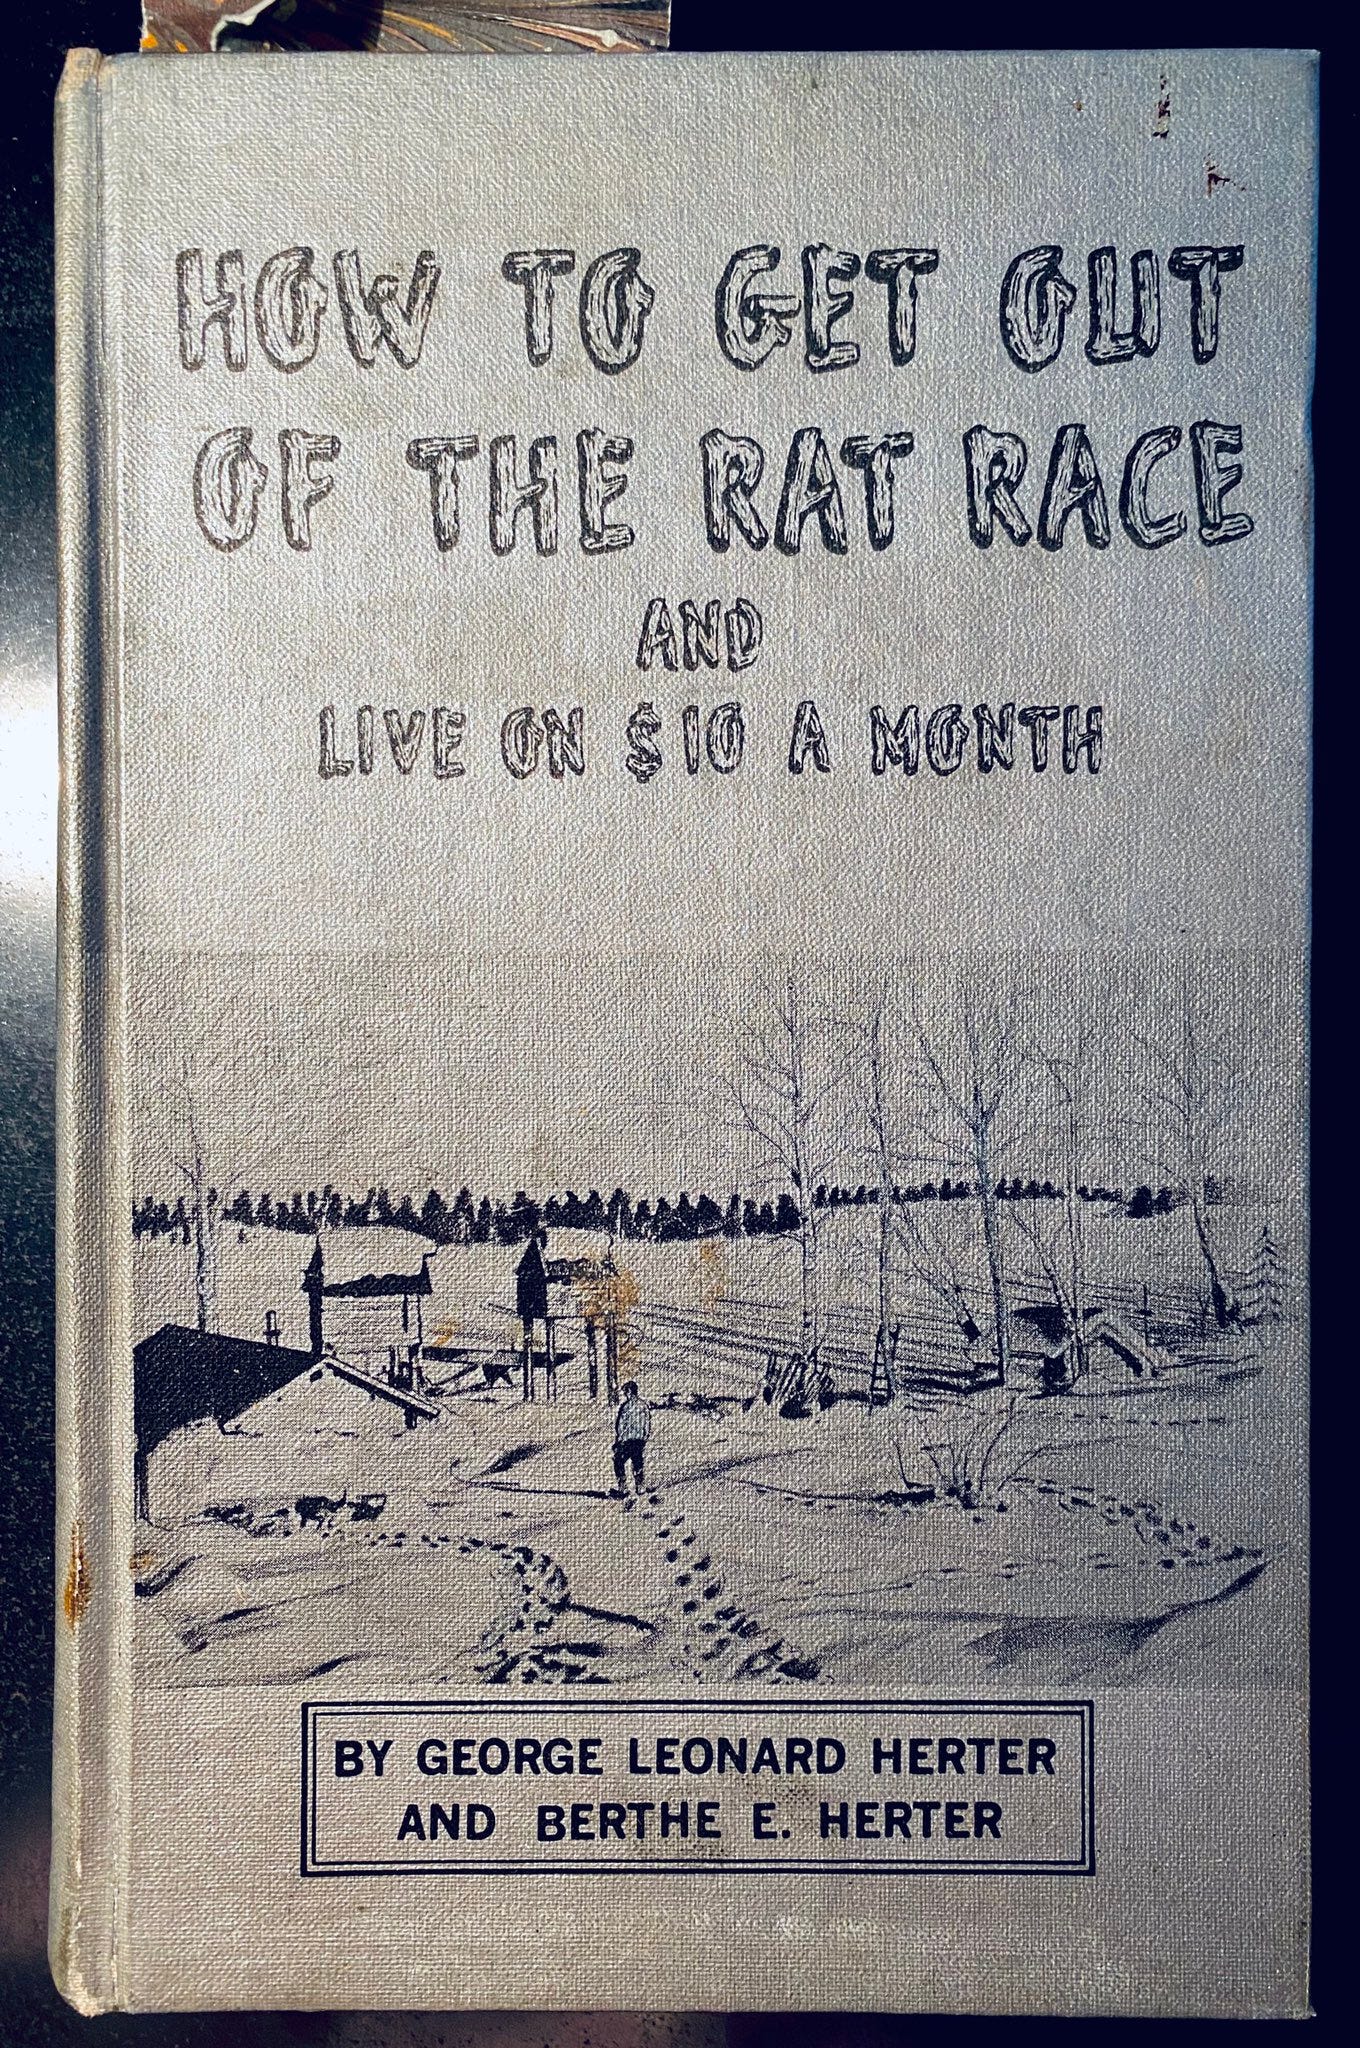 HOW TO GET OUT
OF THE RAT RACE
AND
LIVE ON $10 A MONTH
BY GEORGE LEONARD HERTER
AND BERTHE E. HERTER